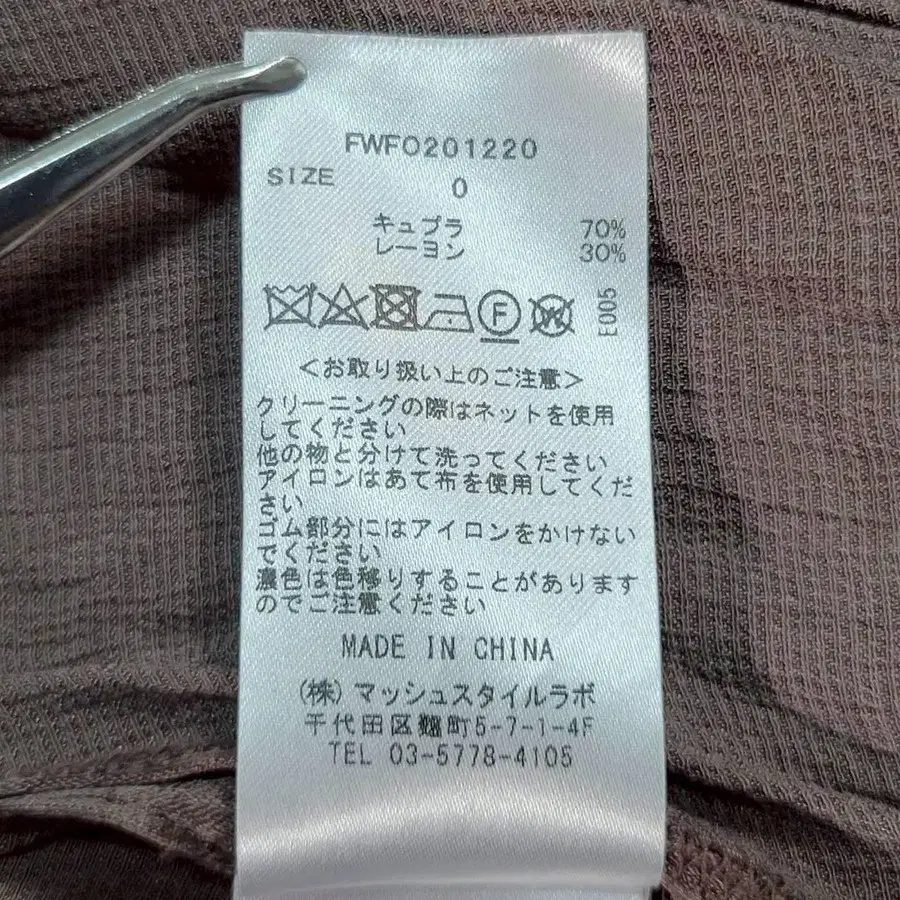 FWFO201220
SIZE 0
キュプラ 70%
レーヨン 30%
F W
E005
<お取り扱い上のご注意>
クリーニングの際はネットを使用
してください
他の物と分けて洗ってください
アイロンはあて布を使用してくだ
さい
ゴム部分にはアイロンをかけない
でください
濃色は色移りすることがあります
のでご注意ください
MADE IN CHINA
(株)マッシュスタイルラボ
千代田区麹町5-7-1-4F
TEL 03-5778-4105